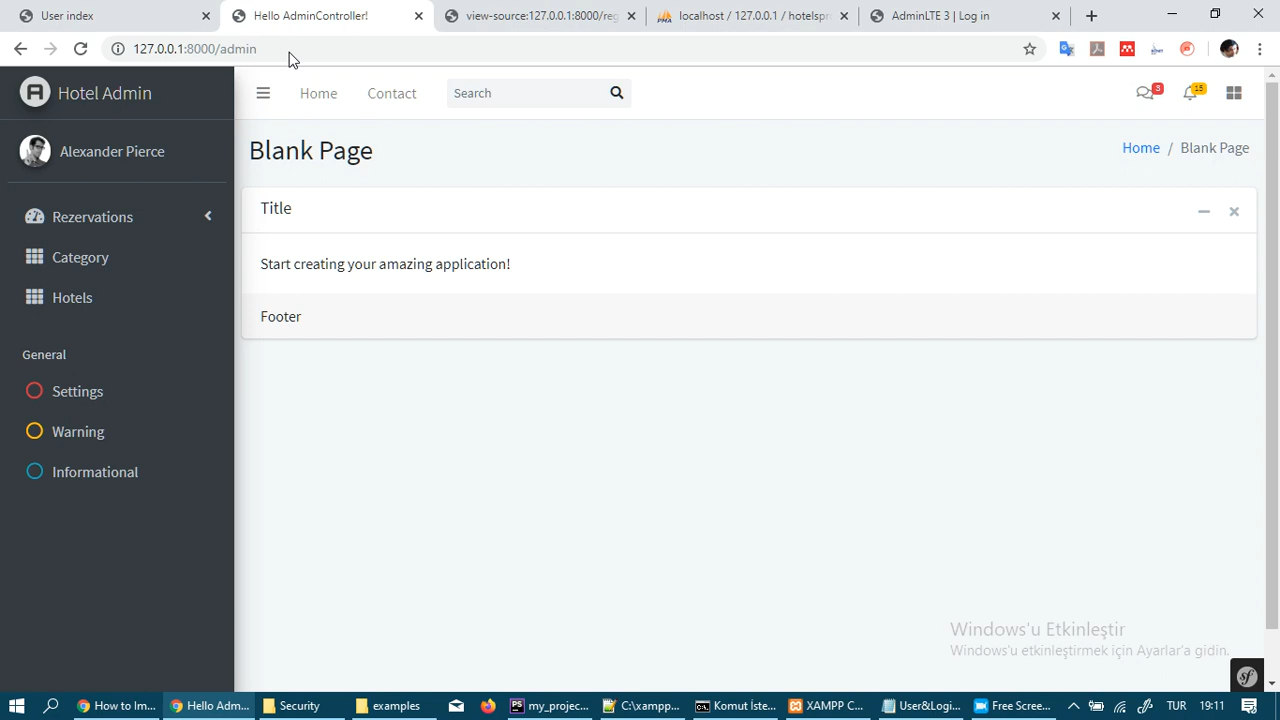 User index
Hello AdminController!
view-source:127.0.0.1:8000/reg
localhost / 127.0.0.1 / hotelspro
AdminLTE 3 | Log in
127.0.0.1:8000/admin
Hotel Admin
Home
Contact
Search
3
15
Alexander Pierce
Blank Page
Home / Blank Page
Rezervations
Category
Hotels
General
Settings
Warning
Informational
Title
Start creating your amazing application!
Footer
Windows'u Etkinleştir
Windows'u etkinleştirmek için Ayarlar'a gidin.
sf
How to Im...
Hello Adm...
Security
examples
my_projec...
C:\xampp...
Komut İste...
XAMPP C...
User&Logi...
Free Scree...
TUR
19:11